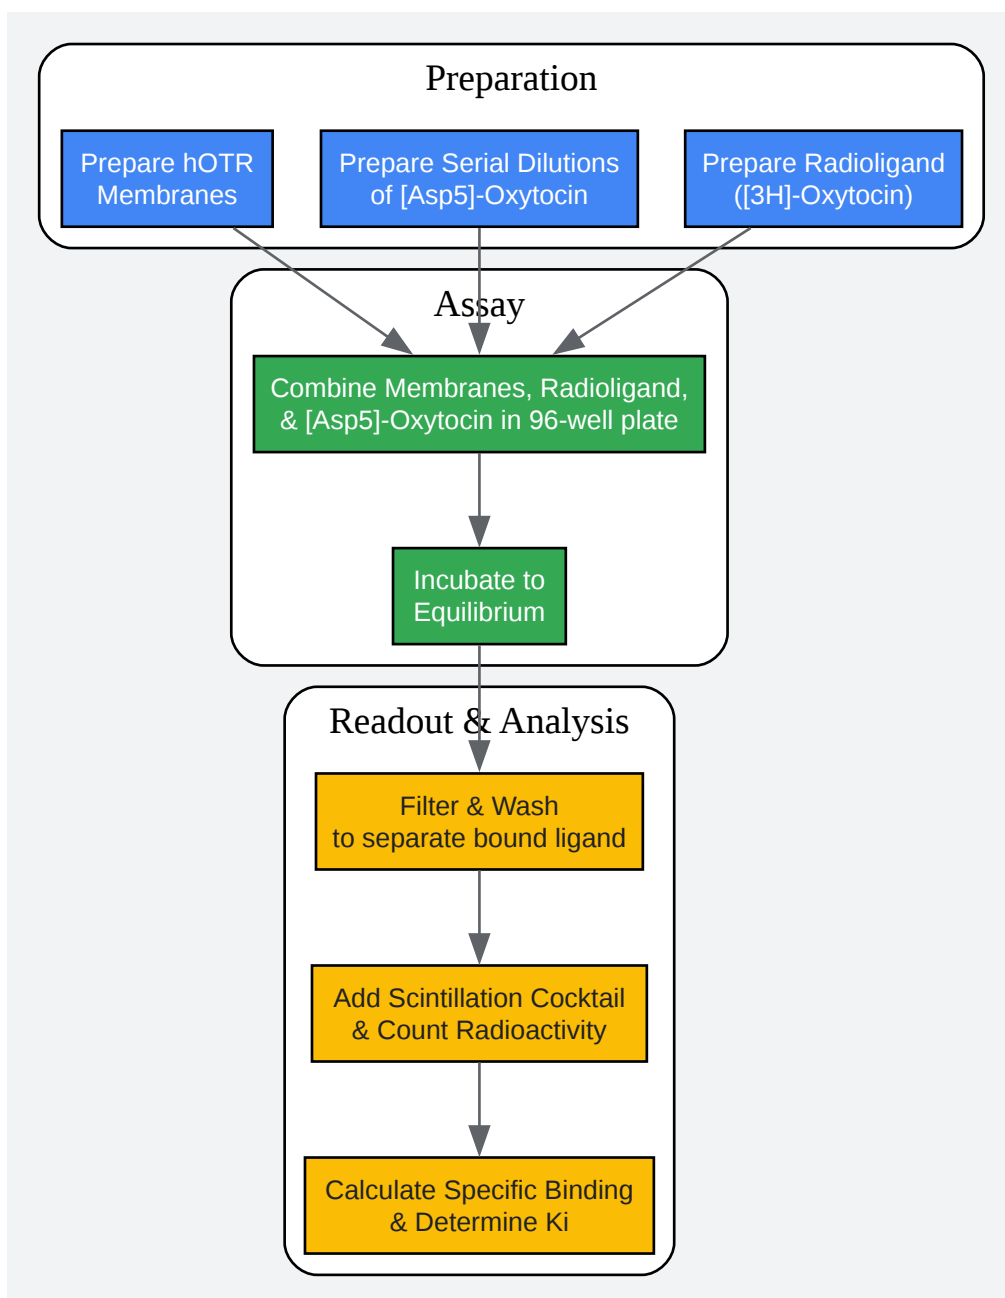 Preparation
Prepare hOTR
Membranes
Prepare Serial Dilutions
of [Asp5]-Oxytocin
Prepare Radioligand
([3H]-Oxytocin)
Assay
Combine Membranes, Radioligand,
& [Asp5]-Oxytocin in 96-well plate
Incubate to
Equilibrium
Readout & Analysis
Filter & Wash
to separate bound ligand
Add Scintillation Cocktail
& Count Radioactivity
Calculate Specific Binding
& Determine Ki